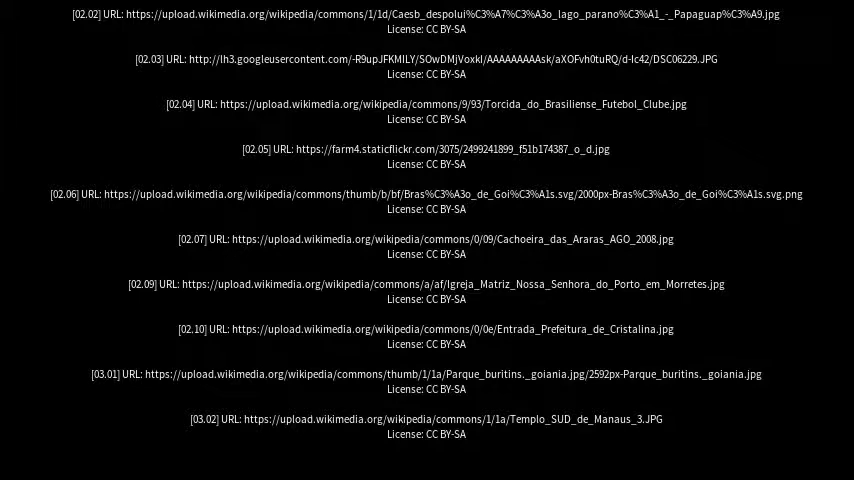 [02.02] URL: https://upload.wikimedia.org/wikipedia/commons/1/1d/Caesb_despolui%C3%A7%C3%A3o_lago_parano%C3%A1_-_Papaguap%C3%A9.jpg
License: CC BY-SA
[02.03] URL: http://lh3.googleusercontent.com/-R9upJFKMILY/SOwDMjVoxkI/AAAAAAAAAsk/aXOFvh0tuRQ/d-Ic42/DSC06229.JPG
License: CC BY-SA
[02.04] URL: https://upload.wikimedia.org/wikipedia/commons/9/93/Torcida_do_Brasiliense_Futebol_Clube.jpg
License: CC BY-SA
[02.05] URL: https://farm4.staticflickr.com/3075/2499241899_f51b174387_o_d.jpg
License: CC BY-SA
[02.06] URL: https://upload.wikimedia.org/wikipedia/commons/thumb/b/bf/Bras%C3%A3o_de_Goi%C3%A1s.svg/2000px-Bras%C3%A3o_de_Goi%C3%A1s.svg.png
License: CC BY-SA
[02.07] URL: https://upload.wikimedia.org/wikipedia/commons/0/09/Cachoeira_das_Araras_AGO_2008.jpg
License: CC BY-SA
[02.09] URL: https://upload.wikimedia.org/wikipedia/commons/a/af/Igreja_Matriz_Nossa_Senhora_do_Porto_em_Morretes.jpg
License: CC BY-SA
[02.10] URL: https://upload.wikimedia.org/wikipedia/commons/0/0e/Entrada_Prefeitura_de_Cristalina.jpg
License: CC BY-SA
[03.01] URL: https://upload.wikimedia.org/wikipedia/commons/thumb/1/1a/Parque_buritins._goiania.jpg/2592px-Parque_buritins._goiania.jpg
License: CC BY-SA
[03.02] URL: https://upload.wikimedia.org/wikipedia/commons/1/1a/Templo_SUD_de_Manaus_3.JPG
License: CC BY-SA